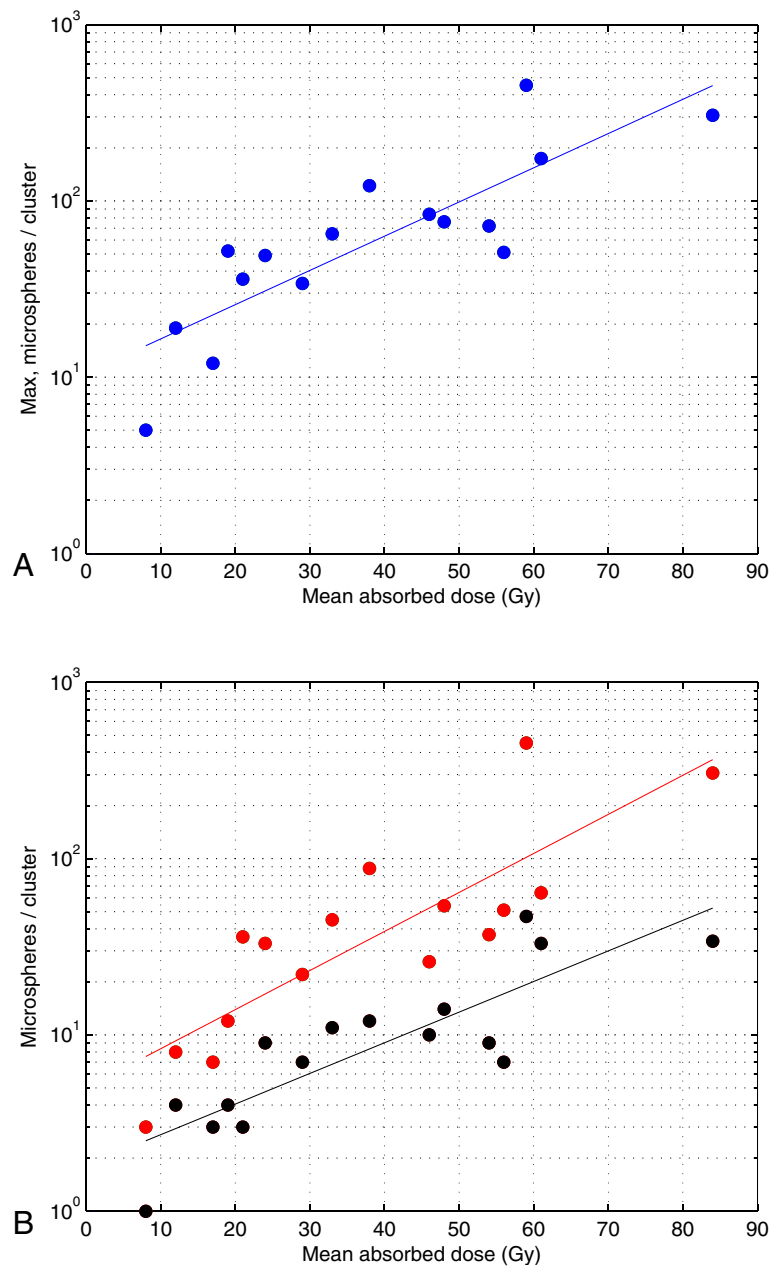 10^3
10^2
10^1
10^0
Max, microspheres / cluster
0 10 20 30 40 50 60 70 80 90
Mean absorbed dose (Gy)
A
10^3
10^2
10^1
10^0
Microspheres / cluster
0 10 20 30 40 50 60 70 80 90
Mean absorbed dose (Gy)
B